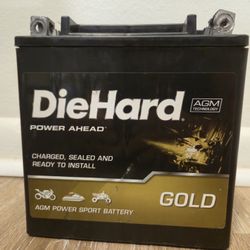 DieHard
AGM
TECHNOLOGY
POWER AHEAD
CHARGED, SEALED AND
READY TO INSTALL
GOLD
AGM POWER SPORT BATTERY